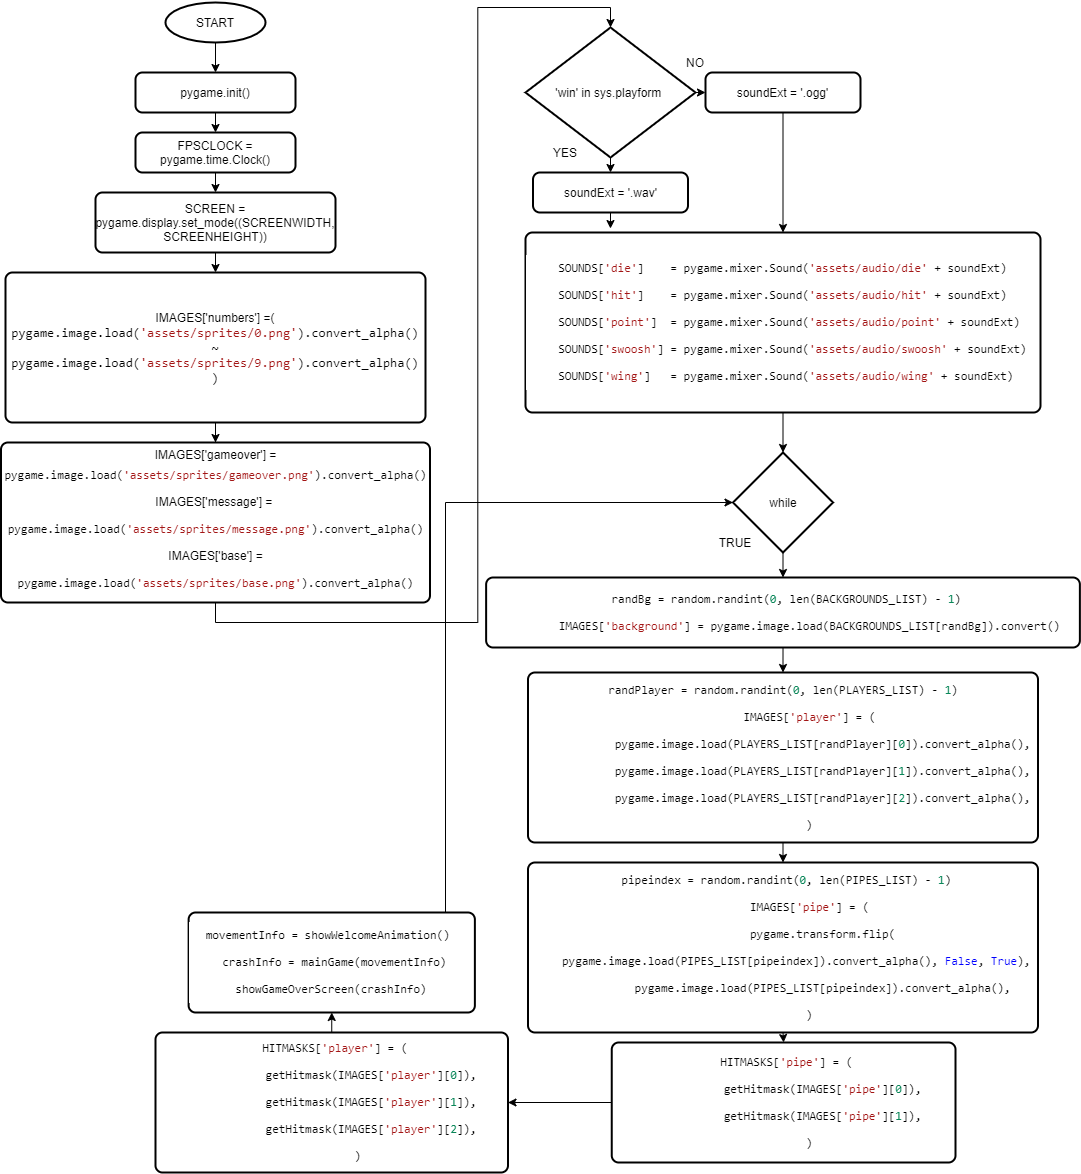 START
pygame.init()
FPSCLOCK =
pygame.time.Clock()
SCREEN =
pygame.display.set_mode((SCREENWIDTH,
SCREENHEIGHT))
IMAGES['numbers'] =(
pygame.image.load('assets/sprites/0.png').convert_alpha()
~
pygame.image.load('assets/sprites/9.png').convert_alpha()
)
IMAGES['gameover'] =
pygame.image.load('assets/sprites/gameover.png').convert_alpha()
IMAGES['message'] =
pygame.image.load('assets/sprites/message.png').convert_alpha()
IMAGES['base'] =
pygame.image.load('assets/sprites/base.png').convert_alpha()
'win' in sys.playform
NO
soundExt = '.ogg'
YES
soundExt = '.wav'
SOUNDS['die'] = pygame.mixer.Sound('assets/audio/die' + soundExt)
SOUNDS['hit'] = pygame.mixer.Sound('assets/audio/hit' + soundExt)
SOUNDS['point'] = pygame.mixer.Sound('assets/audio/point' + soundExt)
SOUNDS['swoosh'] = pygame.mixer.Sound('assets/audio/swoosh' + soundExt)
SOUNDS['wing'] = pygame.mixer.Sound('assets/audio/wing' + soundExt)
while
TRUE
randBg = random.randint(0, len(BACKGROUNDS_LIST) - 1)
IMAGES['background'] = pygame.image.load(BACKGROUNDS_LIST[randBg]).convert()
randPlayer = random.randint(0, len(PLAYERS_LIST) - 1)
IMAGES['player'] = (
pygame.image.load(PLAYERS_LIST[randPlayer][0]).convert_alpha(),
pygame.image.load(PLAYERS_LIST[randPlayer][1]).convert_alpha(),
pygame.image.load(PLAYERS_LIST[randPlayer][2]).convert_alpha(),
)
pipeindex = random.randint(0, len(PIPES_LIST) - 1)
IMAGES['pipe'] = (
pygame.transform.flip(
pygame.image.load(PIPES_LIST[pipeindex]).convert_alpha(), False, True),
pygame.image.load(PIPES_LIST[pipeindex]).convert_alpha(),
)
HITMASKS['pipe'] = (
getHitmask(IMAGES['pipe'][0]),
getHitmask(IMAGES['pipe'][1]),
)
HITMASKS['player'] = (
getHitmask(IMAGES['player'][0]),
getHitmask(IMAGES['player'][1]),
getHitmask(IMAGES['player'][2]),
)
movementInfo = showWelcomeAnimation()
crashInfo = mainGame(movementInfo)
showGameOverScreen(crashInfo)